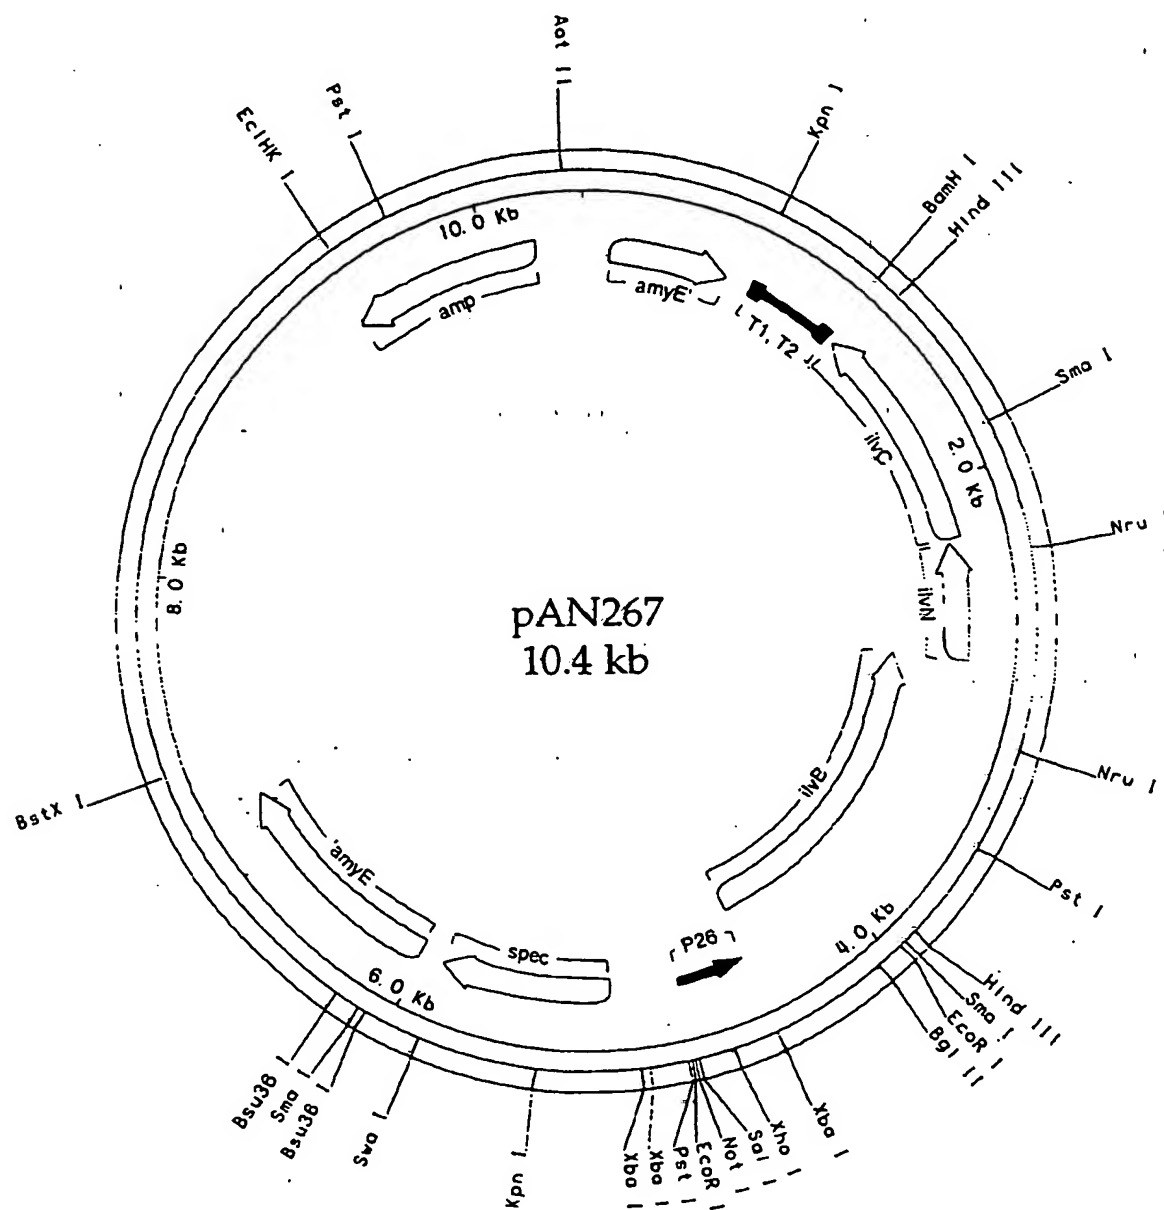 Aat II
Kpn I
BamH I
Hind III
Sma I
2.0 Kb
Nru
Nru I
Pst I
4.0 Kb
Hind III
Sma I
EcoR I
Bgl II
Xba I
Xho I
Sal I
Not I
EcoR I
Pst I
Xba I
Xba I
Kpn I
Swa I
6.0 Kb
Bsu36 I
Sma I
Bsu36 I
BstX I
8.0 Kb
EclHK I
Pst I
10.0 Kb
amyE'
T1, T2
ilvC
ilvN
ilvB
P26
spec
'amyE
amp
pAN267
10.4 kb